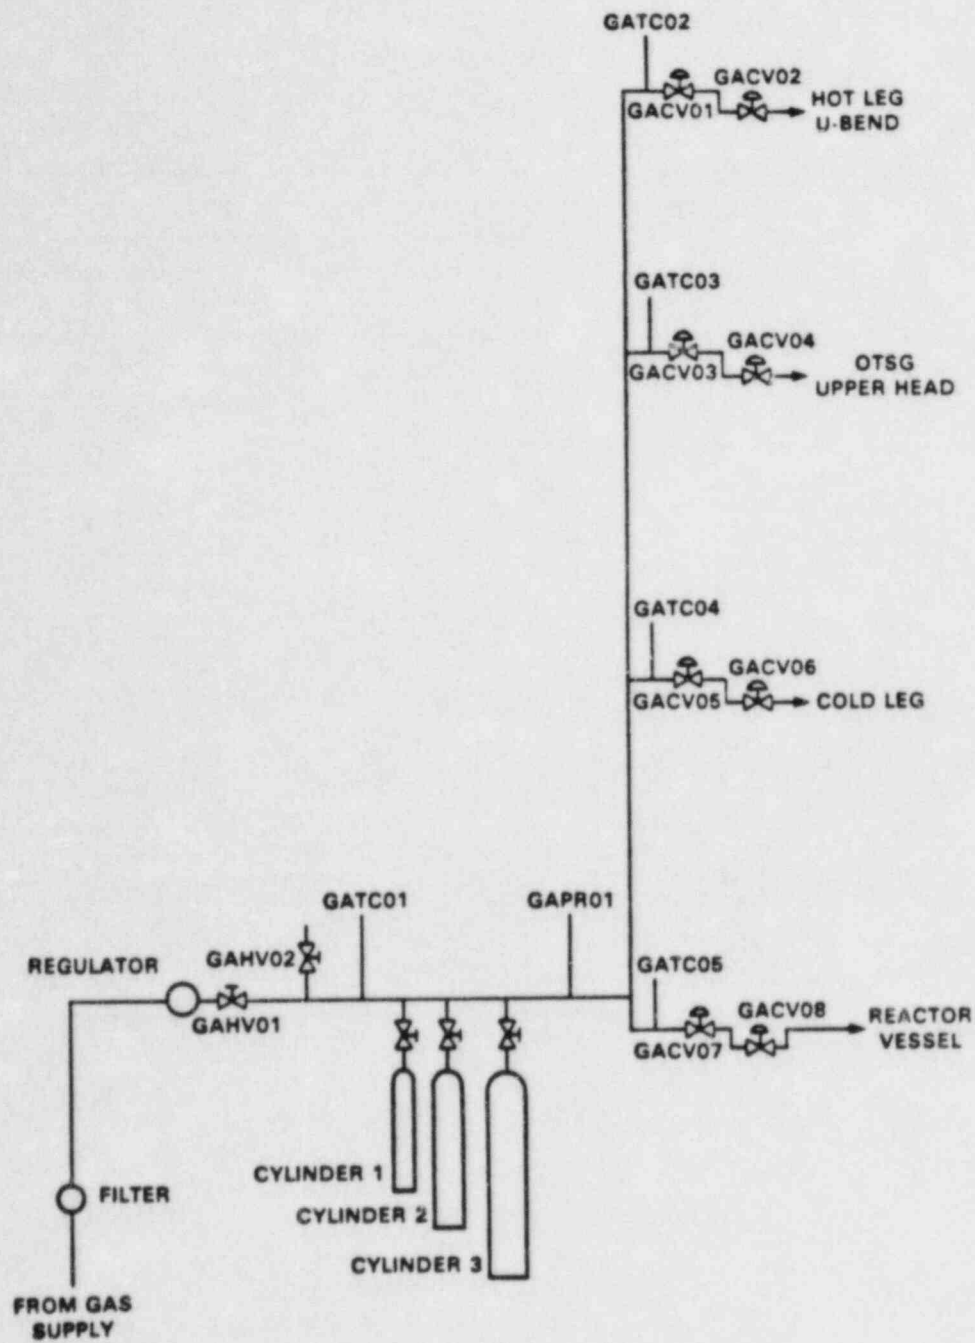 GATC02
GACV02
GACV01
HOT LEG
U-BEND
GATC03
GACV04
GACV03
OTSG
UPPER HEAD
GATC04
GACV06
GACV05
COLD LEG
GATC01
GAPR01
REGULATOR
GAHV02
GAHV01
GATC05
GACV08
GACV07
REACTOR
VESSEL
CYLINDER 1
FILTER
CYLINDER 2
CYLINDER 3
FROM GAS
SUPPLY